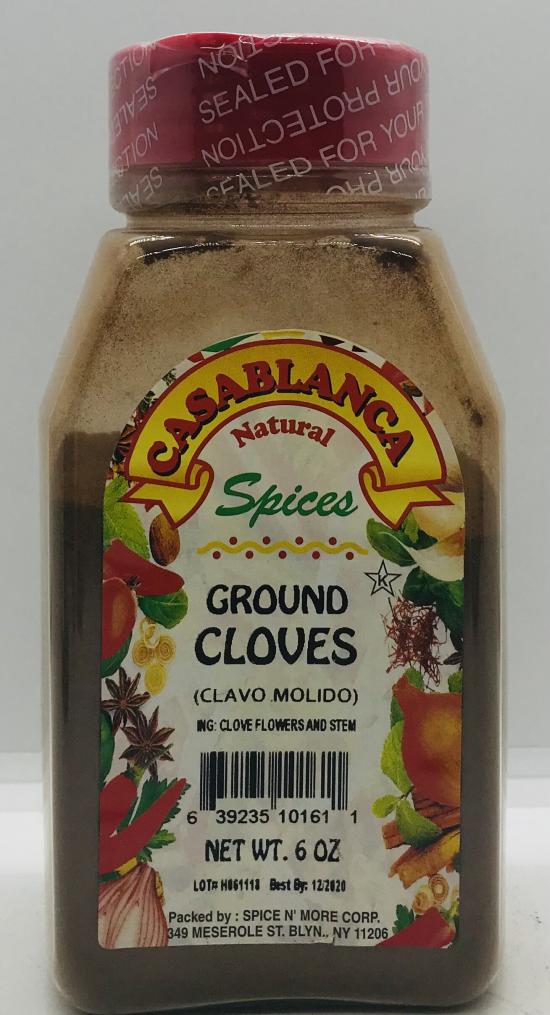 SEALED FOR YOUR
PROTECTION
SEALED FOR YOUR
PROTECTION
CASABLANCA
Natural
Spices
K
GROUND
CLOVES
(CLAVO MOLIDO)
ING: CLOVE FLOWERS AND STEM
6 39235 10161 1
NET WT. 6 OZ
LOT# H061118 Best By: 12/2020
Packed by : SPICE N' MORE CORP.
349 MESEROLE ST. BLYN., NY 11206